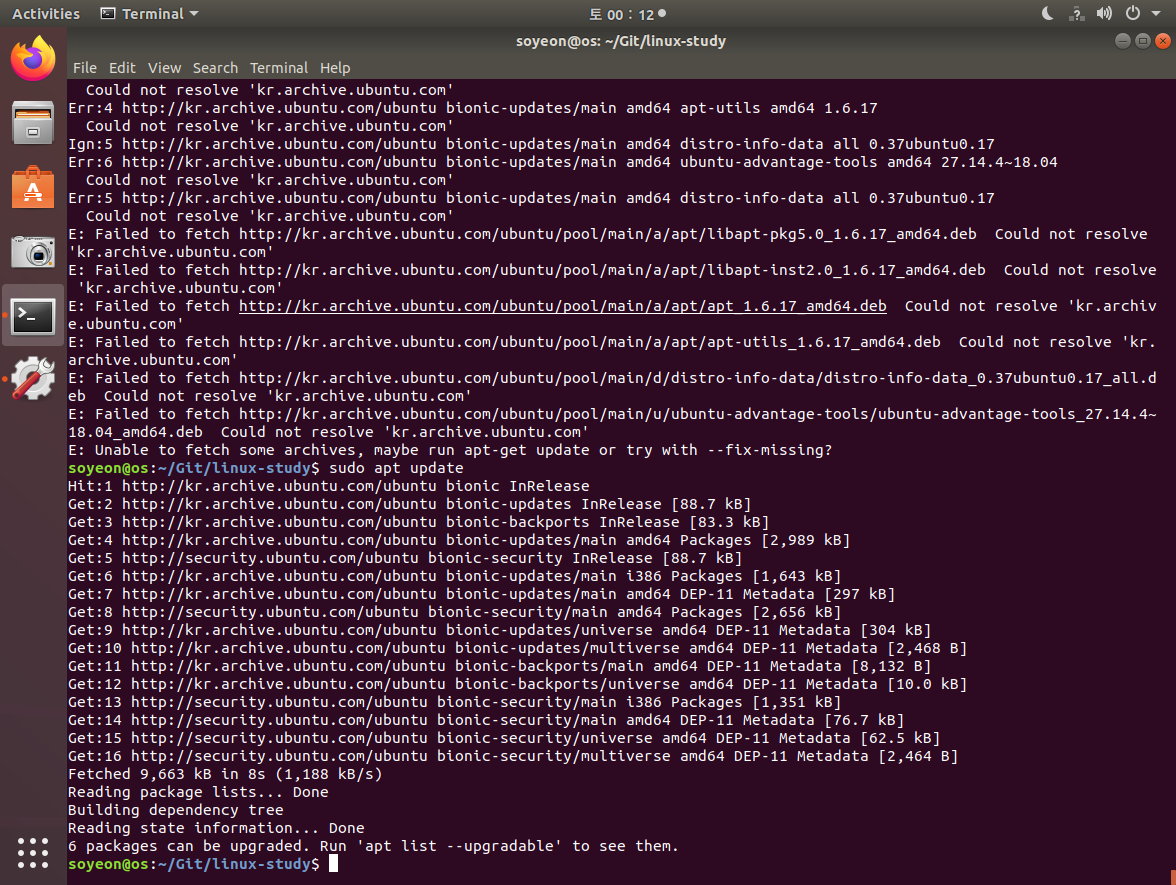 Activities
Terminal
토 00 : 12
soyeon@os: ~/Git/linux-study
File Edit View Search Terminal Help
Could not resolve 'kr.archive.ubuntu.com'
Err:4 http://kr.archive.ubuntu.com/ubuntu bionic-updates/main amd64 apt-utils amd64 1.6.17
Could not resolve 'kr.archive.ubuntu.com'
Ign:5 http://kr.archive.ubuntu.com/ubuntu bionic-updates/main amd64 distro-info-data all 0.37ubuntu0.17
Err:6 http://kr.archive.ubuntu.com/ubuntu bionic-updates/main amd64 ubuntu-advantage-tools amd64 27.14.4~18.04
Could not resolve 'kr.archive.ubuntu.com'
Err:5 http://kr.archive.ubuntu.com/ubuntu bionic-updates/main amd64 distro-info-data all 0.37ubuntu0.17
Could not resolve 'kr.archive.ubuntu.com'
E: Failed to fetch http://kr.archive.ubuntu.com/ubuntu/pool/main/a/apt/libapt-pkg5.0_1.6.17_amd64.deb  Could not resolve
'kr.archive.ubuntu.com'
E: Failed to fetch http://kr.archive.ubuntu.com/ubuntu/pool/main/a/apt/libapt-inst2.0_1.6.17_amd64.deb  Could not resolve
'kr.archive.ubuntu.com'
E: Failed to fetch http://kr.archive.ubuntu.com/ubuntu/pool/main/a/apt/apt_1.6.17_amd64.deb  Could not resolve 'kr.archiv
e.ubuntu.com'
E: Failed to fetch http://kr.archive.ubuntu.com/ubuntu/pool/main/a/apt/apt-utils_1.6.17_amd64.deb  Could not resolve 'kr.
archive.ubuntu.com'
E: Failed to fetch http://kr.archive.ubuntu.com/ubuntu/pool/main/d/distro-info-data/distro-info-data_0.37ubuntu0.17_all.d
eb  Could not resolve 'kr.archive.ubuntu.com'
E: Failed to fetch http://kr.archive.ubuntu.com/ubuntu/pool/main/u/ubuntu-advantage-tools/ubuntu-advantage-tools_27.14.4~
18.04_amd64.deb  Could not resolve 'kr.archive.ubuntu.com'
E: Unable to fetch some archives, maybe run apt-get update or try with --fix-missing?
soyeon@os:~/Git/linux-study$ sudo apt update
Hit:1 http://kr.archive.ubuntu.com/ubuntu bionic InRelease
Get:2 http://kr.archive.ubuntu.com/ubuntu bionic-updates InRelease [88.7 kB]
Get:3 http://kr.archive.ubuntu.com/ubuntu bionic-backports InRelease [83.3 kB]
Get:4 http://kr.archive.ubuntu.com/ubuntu bionic-updates/main amd64 Packages [2,989 kB]
Get:5 http://security.ubuntu.com/ubuntu bionic-security InRelease [88.7 kB]
Get:6 http://kr.archive.ubuntu.com/ubuntu bionic-updates/main i386 Packages [1,643 kB]
Get:7 http://kr.archive.ubuntu.com/ubuntu bionic-updates/main amd64 DEP-11 Metadata [297 kB]
Get:8 http://security.ubuntu.com/ubuntu bionic-security/main amd64 Packages [2,656 kB]
Get:9 http://kr.archive.ubuntu.com/ubuntu bionic-updates/universe amd64 DEP-11 Metadata [304 kB]
Get:10 http://kr.archive.ubuntu.com/ubuntu bionic-updates/multiverse amd64 DEP-11 Metadata [2,468 B]
Get:11 http://kr.archive.ubuntu.com/ubuntu bionic-backports/main amd64 DEP-11 Metadata [8,132 B]
Get:12 http://kr.archive.ubuntu.com/ubuntu bionic-backports/universe amd64 DEP-11 Metadata [10.0 kB]
Get:13 http://security.ubuntu.com/ubuntu bionic-security/main i386 Packages [1,351 kB]
Get:14 http://security.ubuntu.com/ubuntu bionic-security/main amd64 DEP-11 Metadata [76.7 kB]
Get:15 http://security.ubuntu.com/ubuntu bionic-security/universe amd64 DEP-11 Metadata [62.5 kB]
Get:16 http://security.ubuntu.com/ubuntu bionic-security/multiverse amd64 DEP-11 Metadata [2,464 B]
Fetched 9,663 kB in 8s (1,188 kB/s)
Reading package lists... Done
Building dependency tree
Reading state information... Done
6 packages can be upgraded. Run 'apt list --upgradable' to see them.
soyeon@os:~/Git/linux-study$